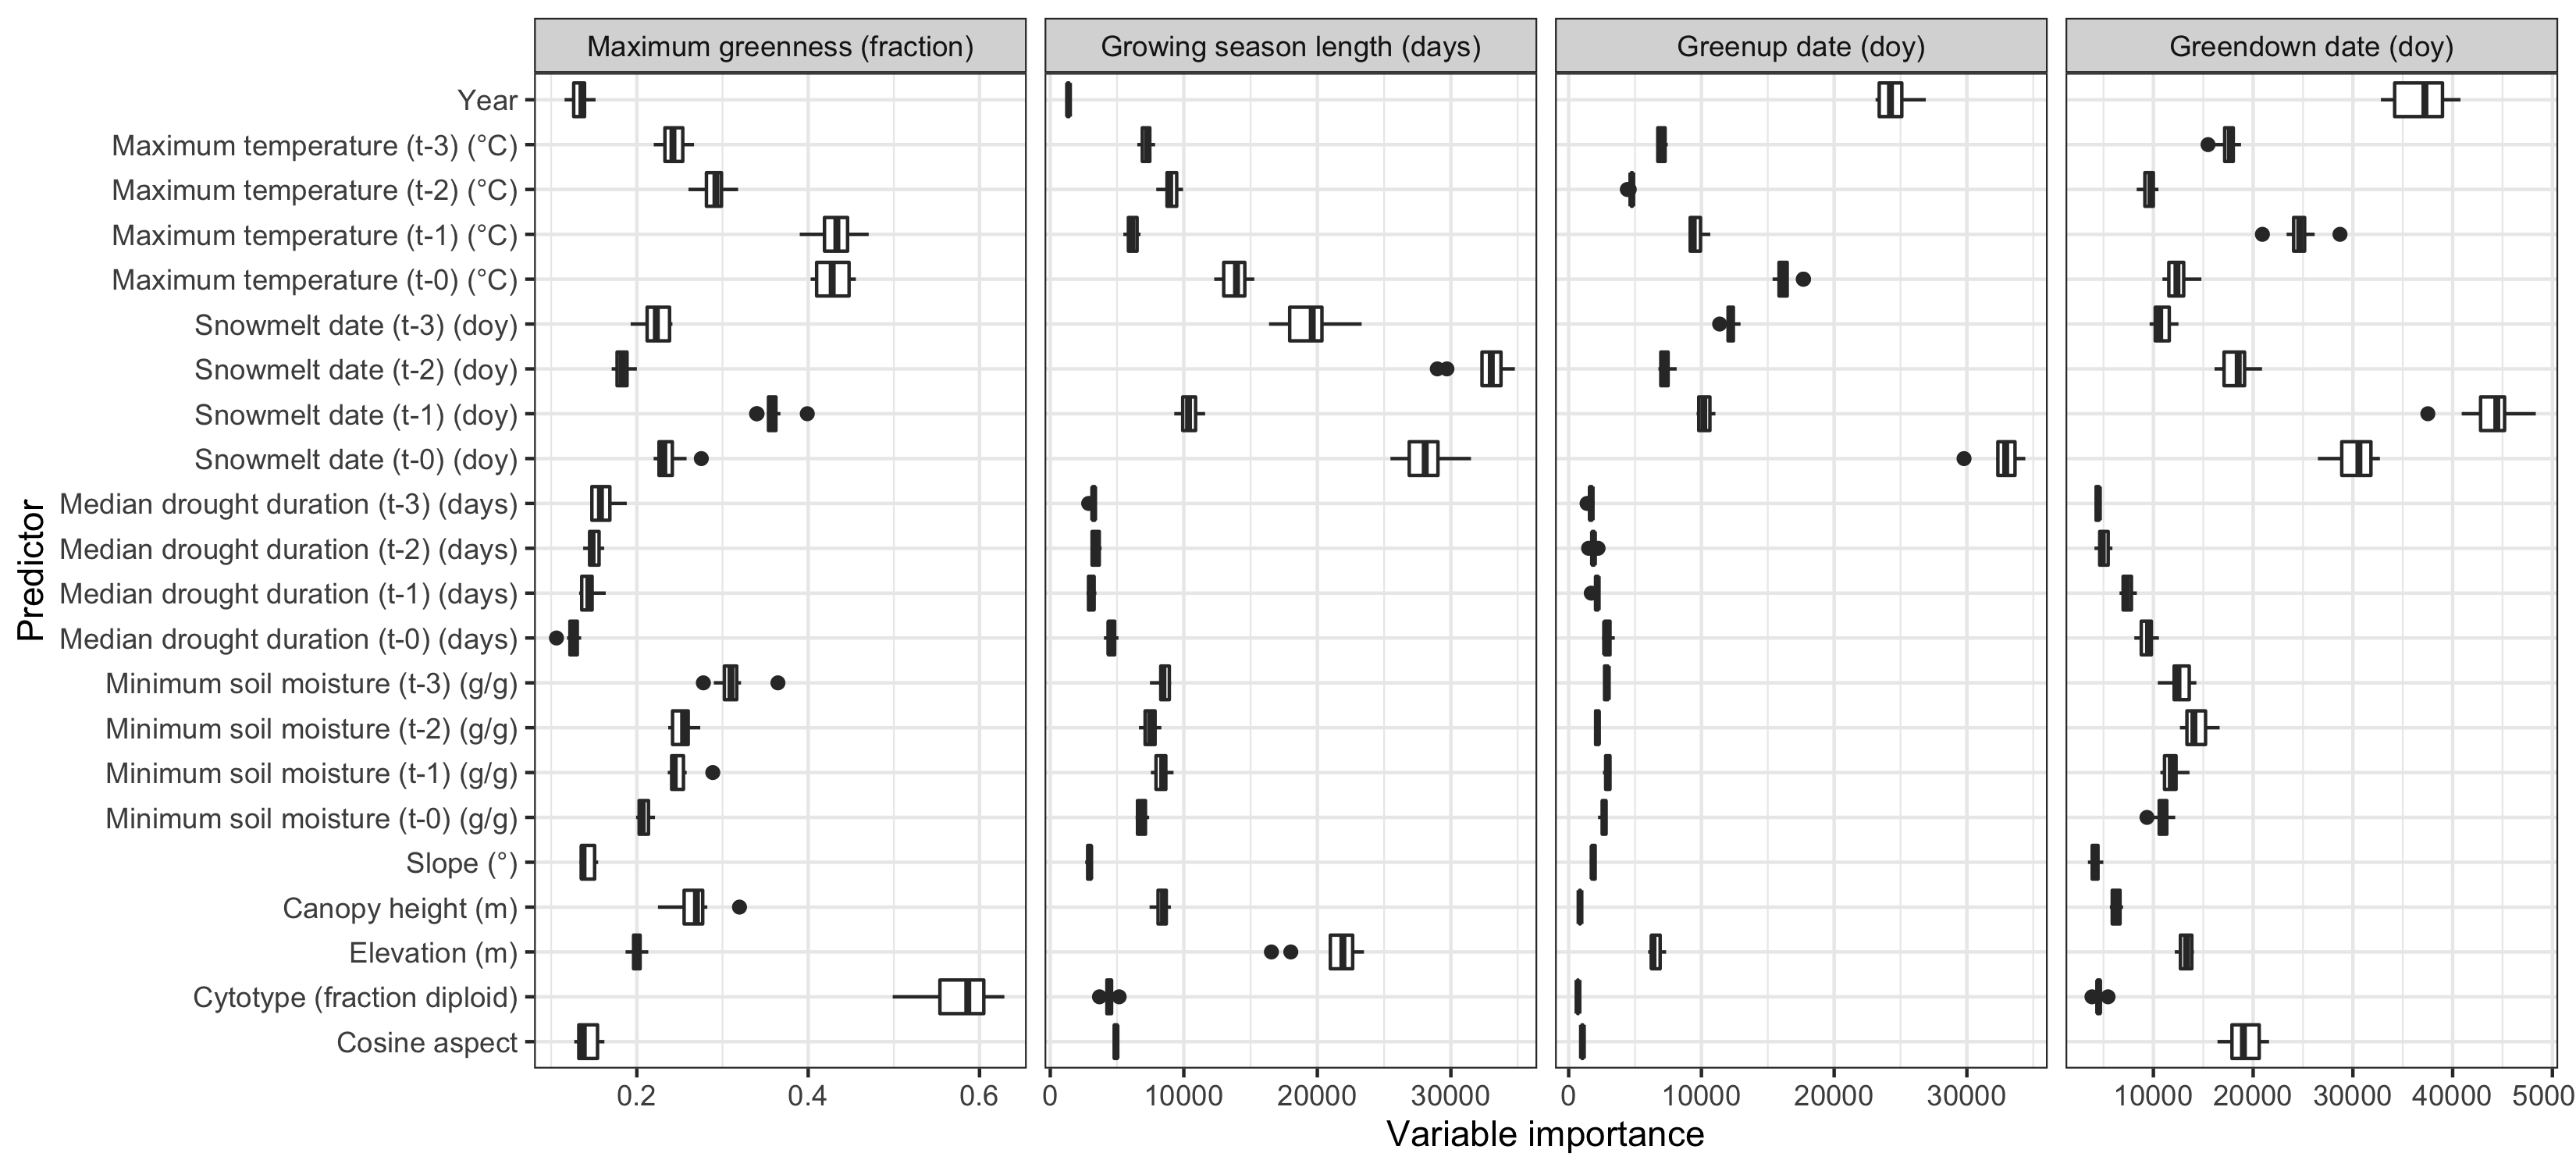 Maximum greenness (fraction)
Growing season length (days)
Greenup date (doy)
Greendown date (doy)
Predictor
Year
Maximum temperature (t-3) (°C)
Maximum temperature (t-2) (°C)
Maximum temperature (t-1) (°C)
Maximum temperature (t-0) (°C)
Snowmelt date (t-3) (doy)
Snowmelt date (t-2) (doy)
Snowmelt date (t-1) (doy)
Snowmelt date (t-0) (doy)
Median drought duration (t-3) (days)
Median drought duration (t-2) (days)
Median drought duration (t-1) (days)
Median drought duration (t-0) (days)
Minimum soil moisture (t-3) (g/g)
Minimum soil moisture (t-2) (g/g)
Minimum soil moisture (t-1) (g/g)
Minimum soil moisture (t-0) (g/g)
Slope (°)
Canopy height (m)
Elevation (m)
Cytotype (fraction diploid)
Cosine aspect
0.2 0.4 0.6
0 10000 20000 30000
0 10000 20000 30000
10000 20000 30000 40000 5000
Variable importance